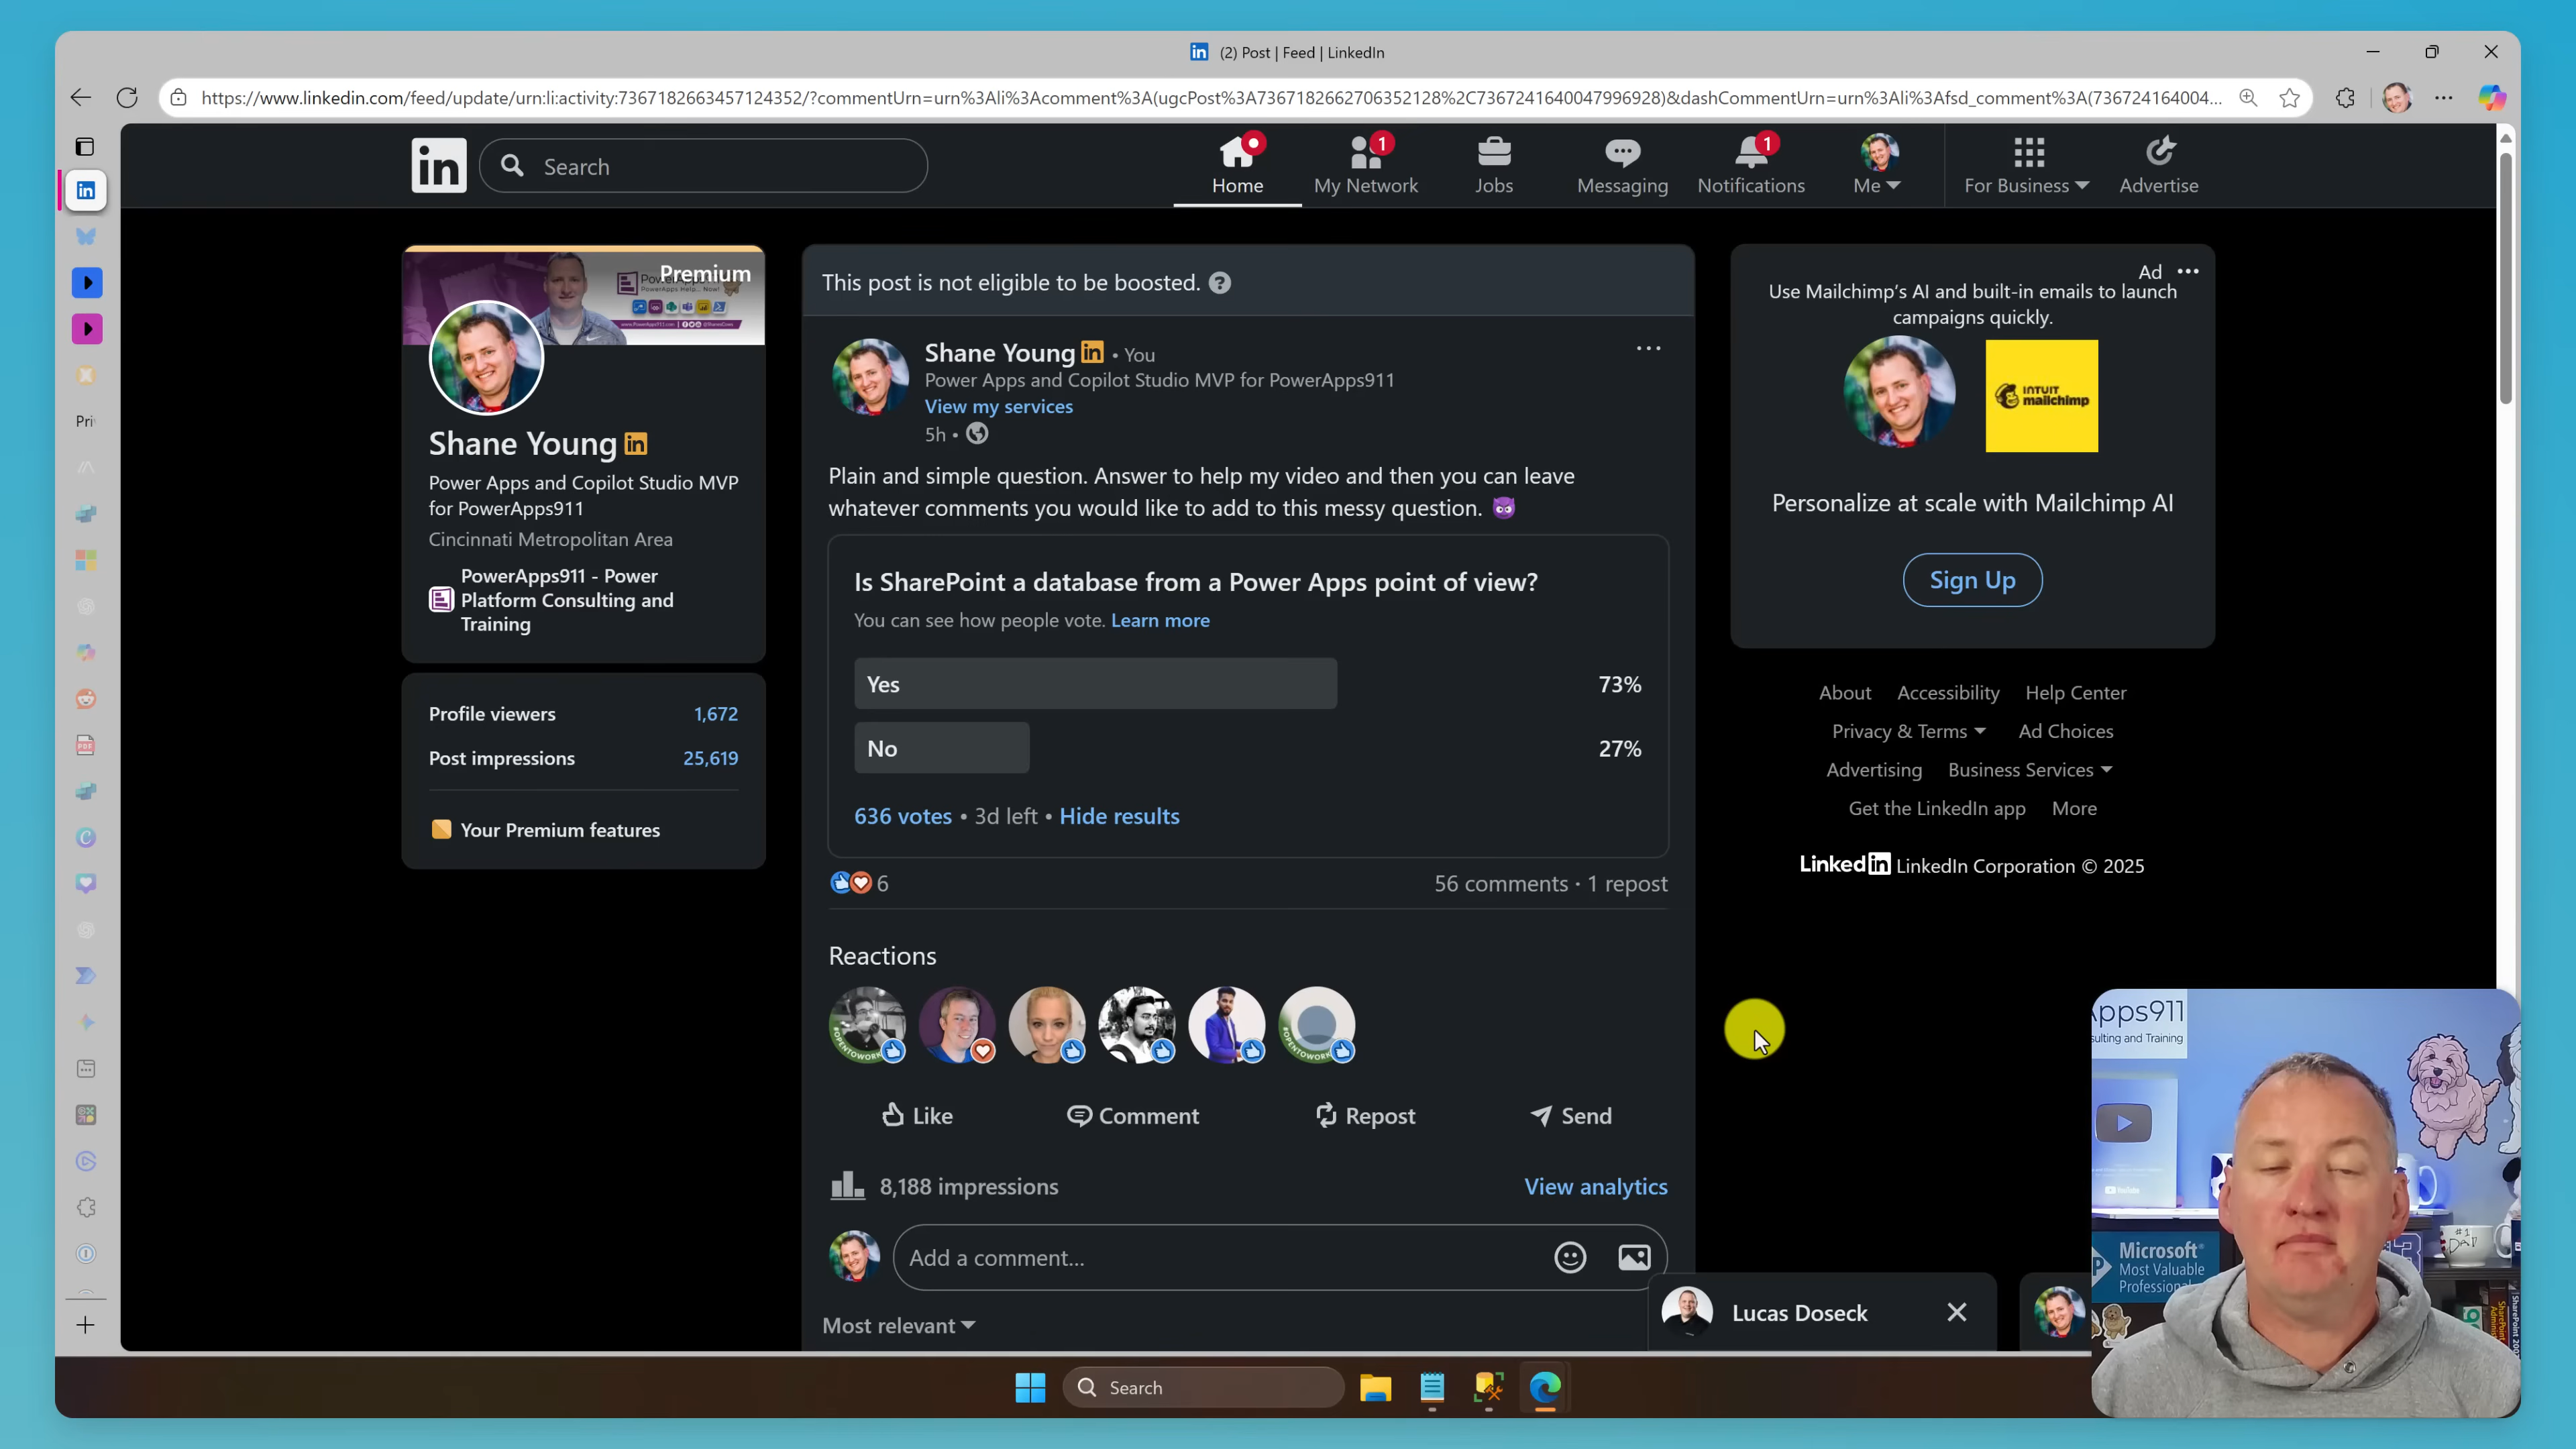 (2) Post | Feed | LinkedIn
https://www.linkedin.com/feed/update/urn:li:activity:7367182663457124352/?commentUrn=urn%3Ali%3Acomment%3A(ugcPost%3A7367182662706352128%2C7367241640047996928)&dashCommentUrn=urn%3Ali%3Afsd_comment%3A(736724164004...
in
Search
Home
1
My Network
Jobs
Messaging
1
Notifications
Me
For Business
Advertise
Pri
Premium
Shane Young in
Power Apps and Copilot Studio MVP
for PowerApps911
Cincinnati Metropolitan Area
PowerApps911 - Power
Platform Consulting and
Training
Profile viewers 1,672
Post impressions 25,619
Your Premium features
This post is not eligible to be boosted.
Shane Young in • You
Power Apps and Copilot Studio MVP for PowerApps911
View my services
5h •
Plain and simple question. Answer to help my video and then you can leave
whatever comments you would like to add to this messy question. 😈
Is SharePoint a database from a Power Apps point of view?
You can see how people vote. Learn more
Yes 73%
No 27%
636 votes • 3d left • Hide results
6
56 comments · 1 repost
Reactions
Like
Comment
Repost
Send
8,188 impressions
View analytics
Add a comment...
Most relevant
Ad
Use Mailchimp's AI and built-in emails to launch
campaigns quickly.
INTUIT
mailchimp
Personalize at scale with Mailchimp AI
Sign Up
About Accessibility Help Center
Privacy & Terms Ad Choices
Advertising Business Services
Get the LinkedIn app More
LinkedIn LinkedIn Corporation © 2025
Lucas Doseck
Apps911
sulting and Training
Microsoft
Most Valuable
Professional
Search